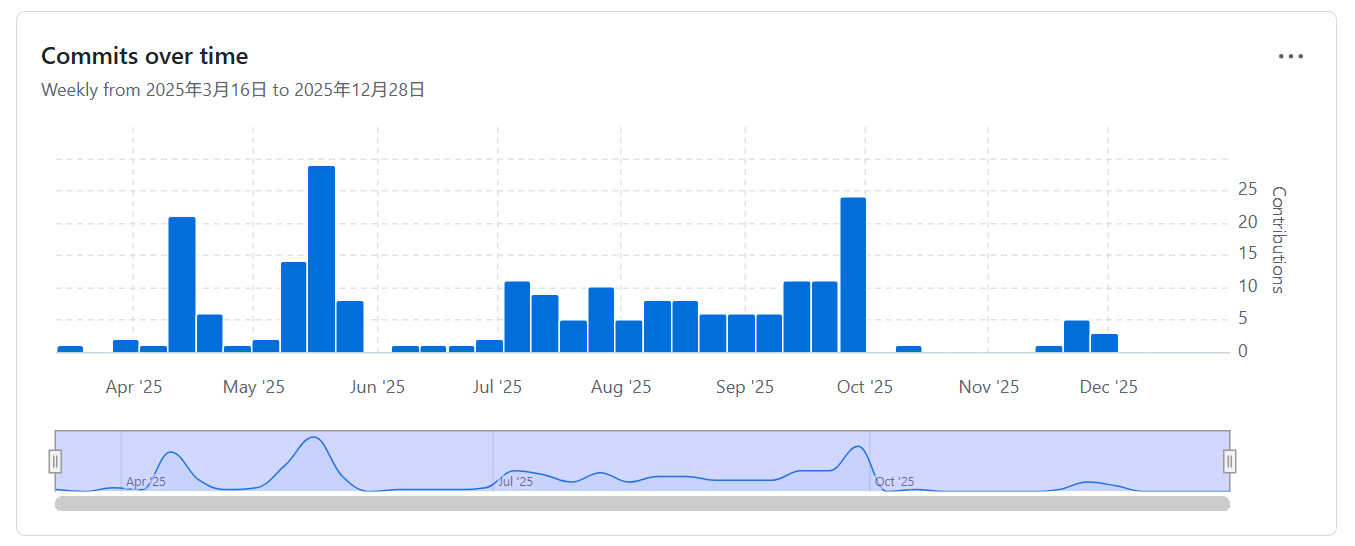 Commits over time
Weekly from 2025年3月16日 to 2025年12月28日
25
20
15
10
5
0
Contributions
Apr '25 May '25 Jun '25 Jul '25 Aug '25 Sep '25 Oct '25 Nov '25 Dec '25
Apr '25 Jul '25 Oct '25